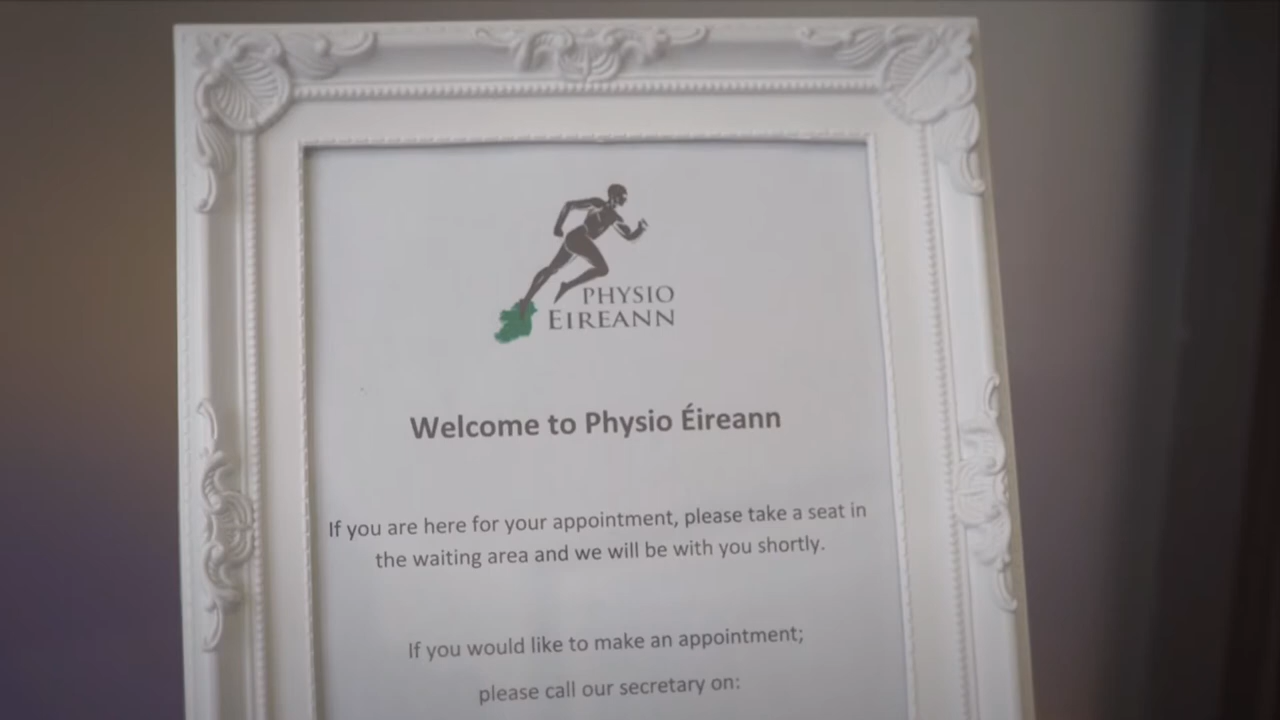 PHYSIO
EIREANN
Welcome to Physio Éireann
If you are here for your appointment, please take a seat in
the waiting area and we will be with you shortly.
If you would like to make an appointment;
please call our secretary on: